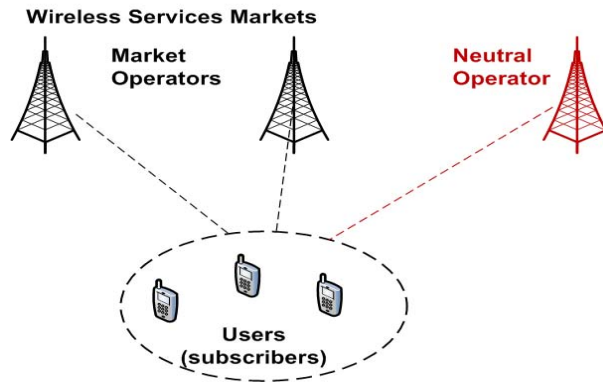 Wireless Services Markets
Market
Operators
Neutral
Operator
Users
(subscribers)